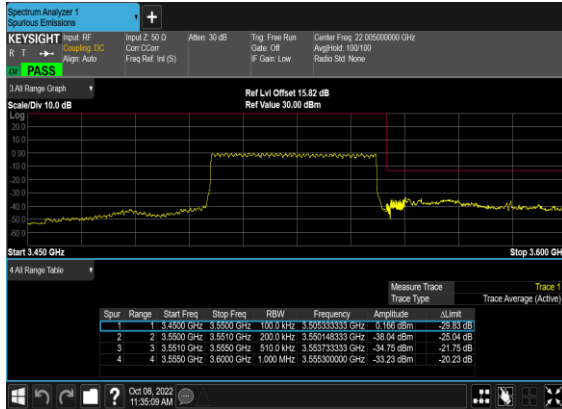 Spectrum Analyzer 1
Spurious Emissions
KEYSIGHT Input: RF Input Z: 50 Ω Atten: 30 dB Trig: Free Run Center Freq: 22.005000000 GHz
R T Coupling: DC Corr CCorr Gate: Off Avg|Hold: 100/100
Align: Auto Freq Ref: Int (S) IF Gain: Low Radio Std: None
PASS
3 All Range Graph
Ref Lvl Offset 15.82 dB
Scale/Div 10.0 dB Ref Value 30.00 dBm
Log
20.0
10.0
0.00
-10.0
-20.0
-30.0
-40.0
-50.0
-60.0
Start 3.450 GHz Stop 3.600 GH
4 All Range Table
Measure Trace Trace 1
Trace Type Trace Average (Active)
Spur Range Start Freq Stop Freq RBW Frequency Amplitude ΔLimit
1 1 3.4500 GHz 3.5500 GHz 100.0 kHz 3.505333333 GHz 0.166 dBm -29.83 dB
2 2 3.5500 GHz 3.5510 GHz 200.0 kHz 3.550148333 GHz -38.04 dBm -25.04 dB
3 3 3.5510 GHz 3.5550 GHz 510.0 kHz 3.553733333 GHz -34.75 dBm -21.75 dB
4 4 3.5550 GHz 3.6000 GHz 1.000 MHz 3.555300000 GHz -33.23 dBm -20.23 dB
? Oct 08, 2022
11:35:09 AM